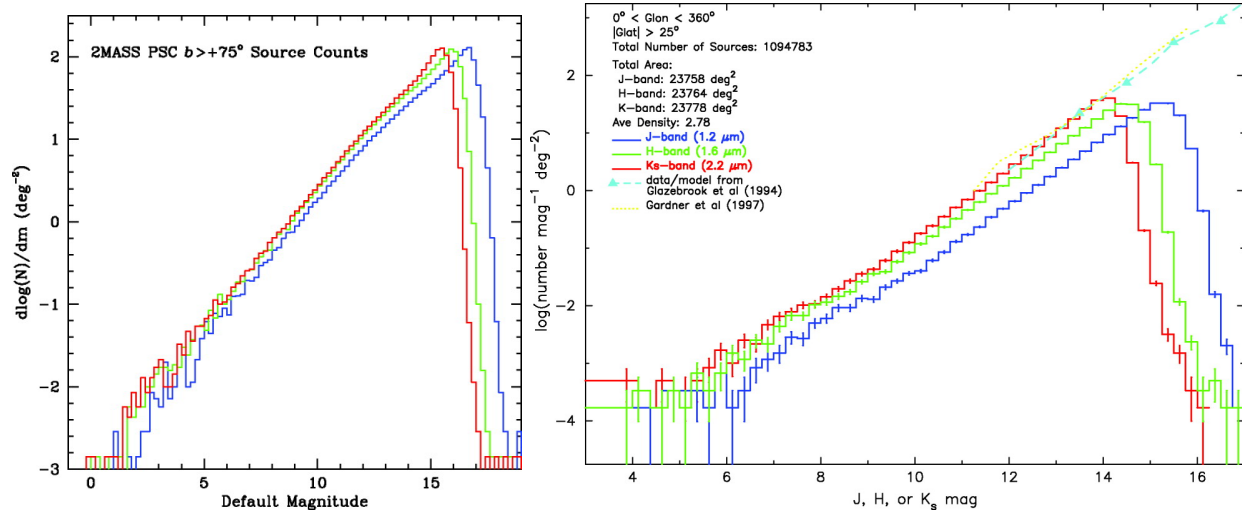 2MASS PSC b>+75° Source Counts
dlog(N)/dm (deg⁻²)
2
1
0
-1
-2
-3
0
5
10
15
Default Magnitude
0° < Glon < 360°
|Glat| > 25°
Total Number of Sources: 1094783
Total Area:
J-band: 23758 deg²
H-band: 23764 deg²
K-band: 23778 deg²
Ave Density: 2.78
J-band (1.2 μm)
H-band (1.6 μm)
Ks-band (2.2 μm)
data/model from
Glazebrook et al (1994)
Gardner et al (1997)
log(number mag⁻¹ deg⁻²)
2
0
-2
-4
4
6
8
10
12
14
16
J, H, or Kₛ mag